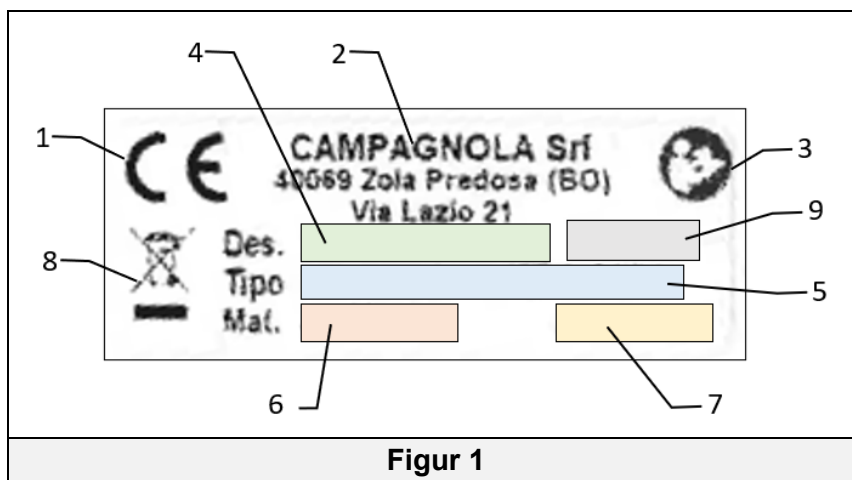 4 2
1 CE CAMPAGNOLA Srl 3
40069 Zola Predosa (BO)
Via Lazio 21
9
8 Des.
Tipo 5
Mat.
6 7
Figur 1